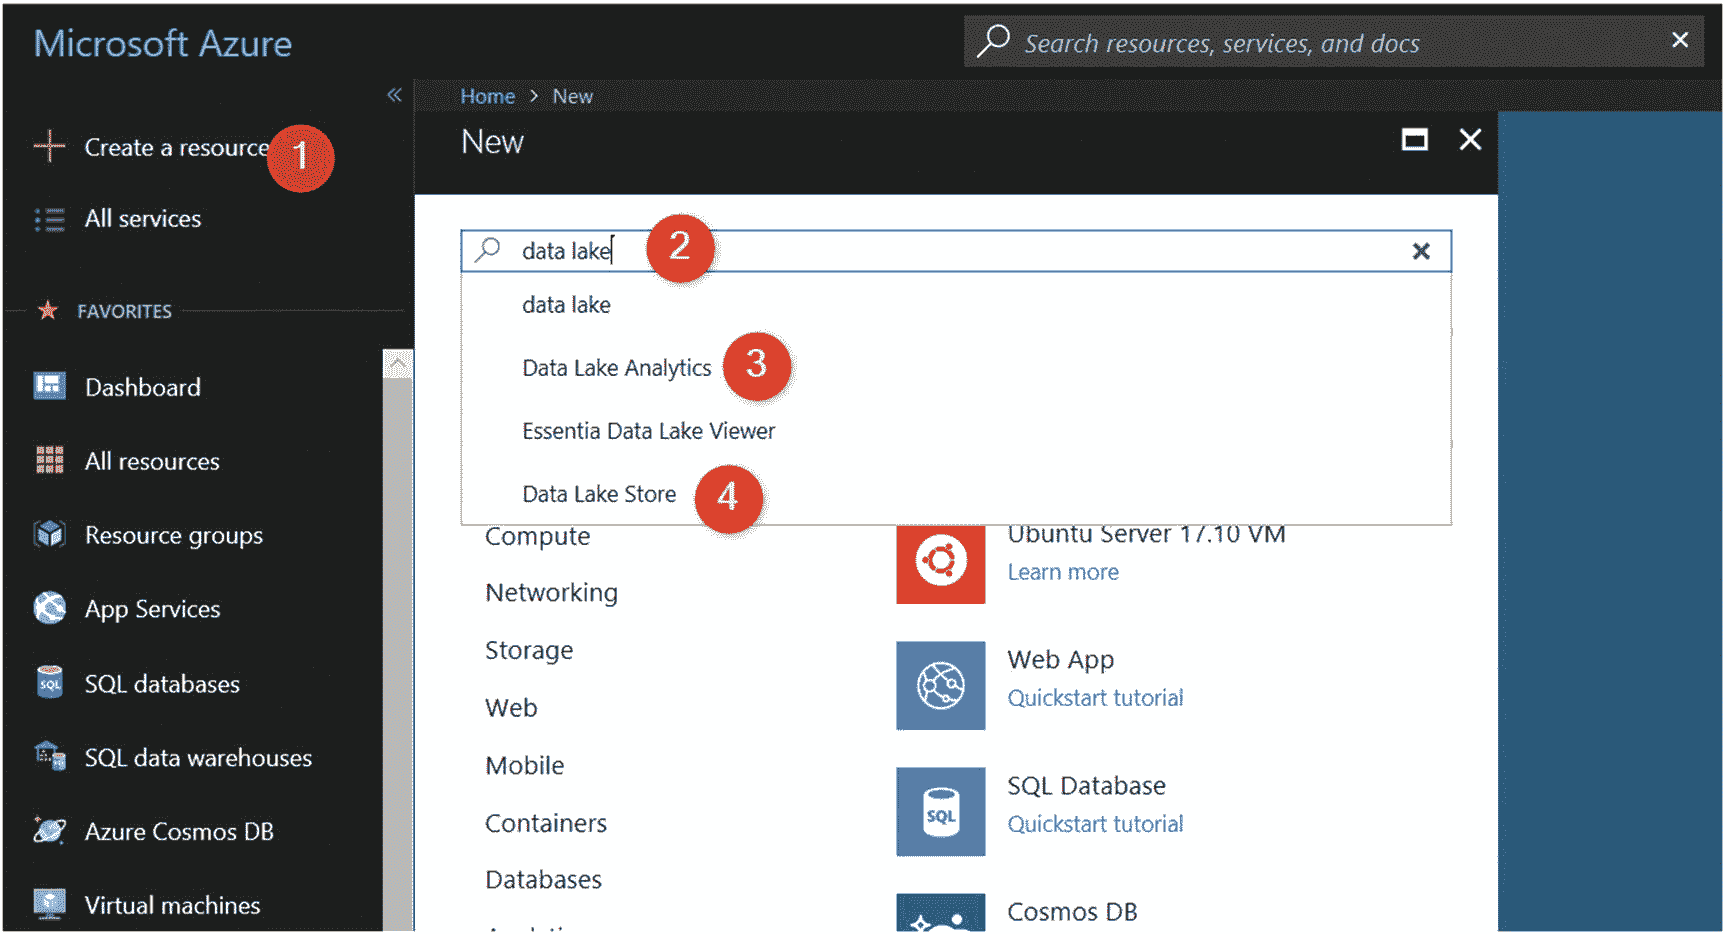 Microsoft Azure
Search resources, services, and docs
Home > New
New
Create a resource
1
All services
FAVORITES
Dashboard
All resources
Resource groups
App Services
SQL databases
SQL data warehouses
Azure Cosmos DB
Virtual machines
data lake
2
data lake
Data Lake Analytics
3
Essentia Data Lake Viewer
Data Lake Store
4
Compute
Networking
Storage
Web
Mobile
Containers
Databases
Ubuntu Server 17.10 VM
Learn more
Web App
Quickstart tutorial
SQL
SQL Database
Quickstart tutorial
Cosmos DB